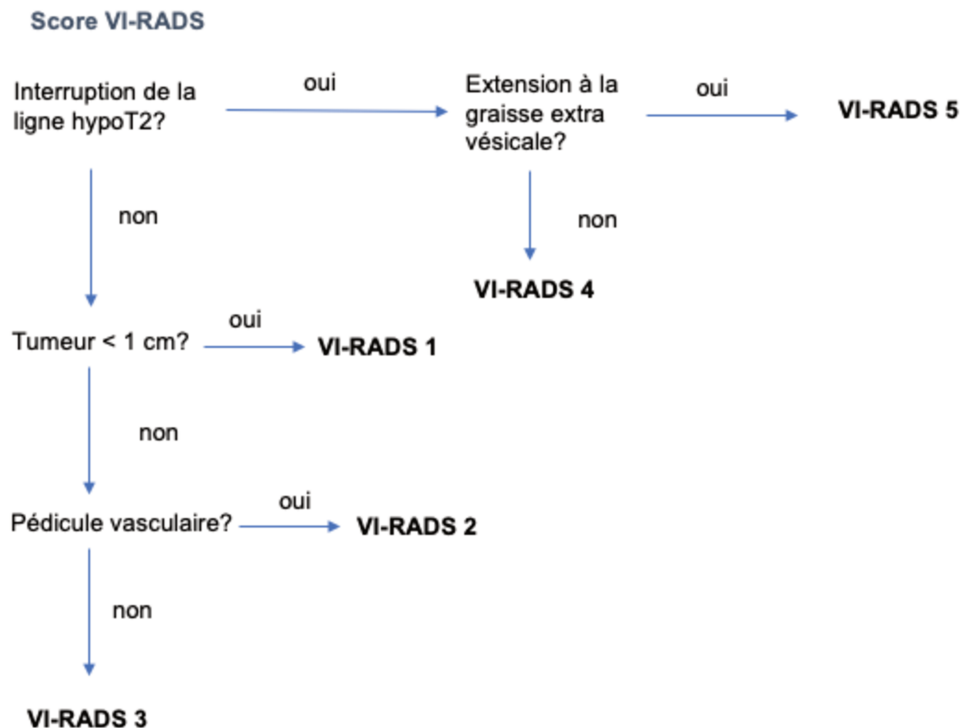 Score VI-RADS
Interruption de la
ligne hypoT2?
oui
Extension à la
graisse extra
vésicale?
oui
VI-RADS 5
non
non
VI-RADS 4
Tumeur < 1 cm?
oui
VI-RADS 1
non
Pédicule vasculaire?
oui
VI-RADS 2
non
VI-RADS 3